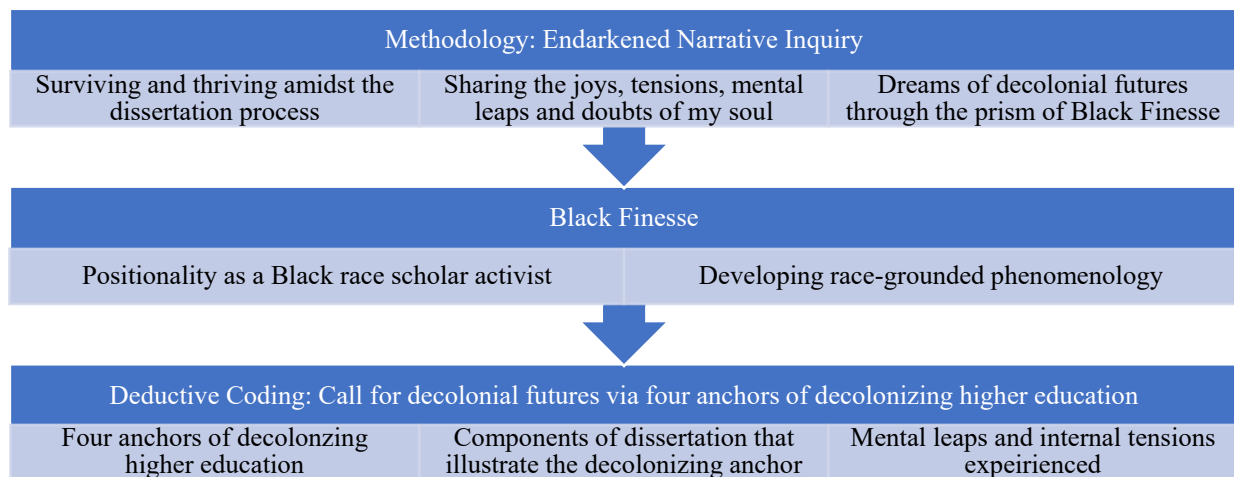 Methodology: Endarkened Narrative Inquiry
Surviving and thriving amidst the
dissertation process
Sharing the joys, tensions, mental
leaps and doubts of my soul
Dreams of decolonial futures
through the prism of Black Finesse
Black Finesse
Positionality as a Black race scholar activist
Developing race-grounded phenomenology
Deductive Coding: Call for decolonial futures via four anchors of decolonizing higher education
Four anchors of decolonzing
higher education
Components of dissertation that
illustrate the decolonizing anchor
Mental leaps and internal tensions
expeirienced